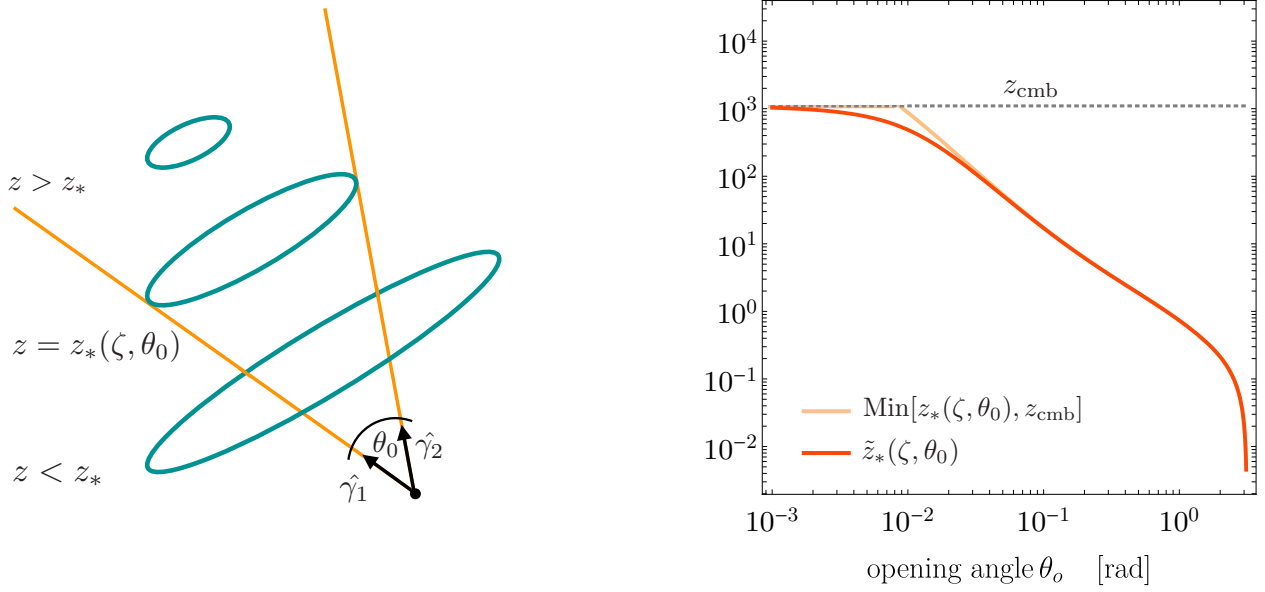 z > z_*
z = z_*(ζ, θ_0)
z < z_*
θ_0
γ̂_1
γ̂_2
10^4
10^3
10^2
10^1
10^0
10^{-1}
10^{-2}
z_cmb
Min[z_*(ζ, θ_0), z_cmb]
z̃_*(ζ, θ_0)
10^{-3} 10^{-2} 10^{-1} 10^0
opening angle θ_o [rad]